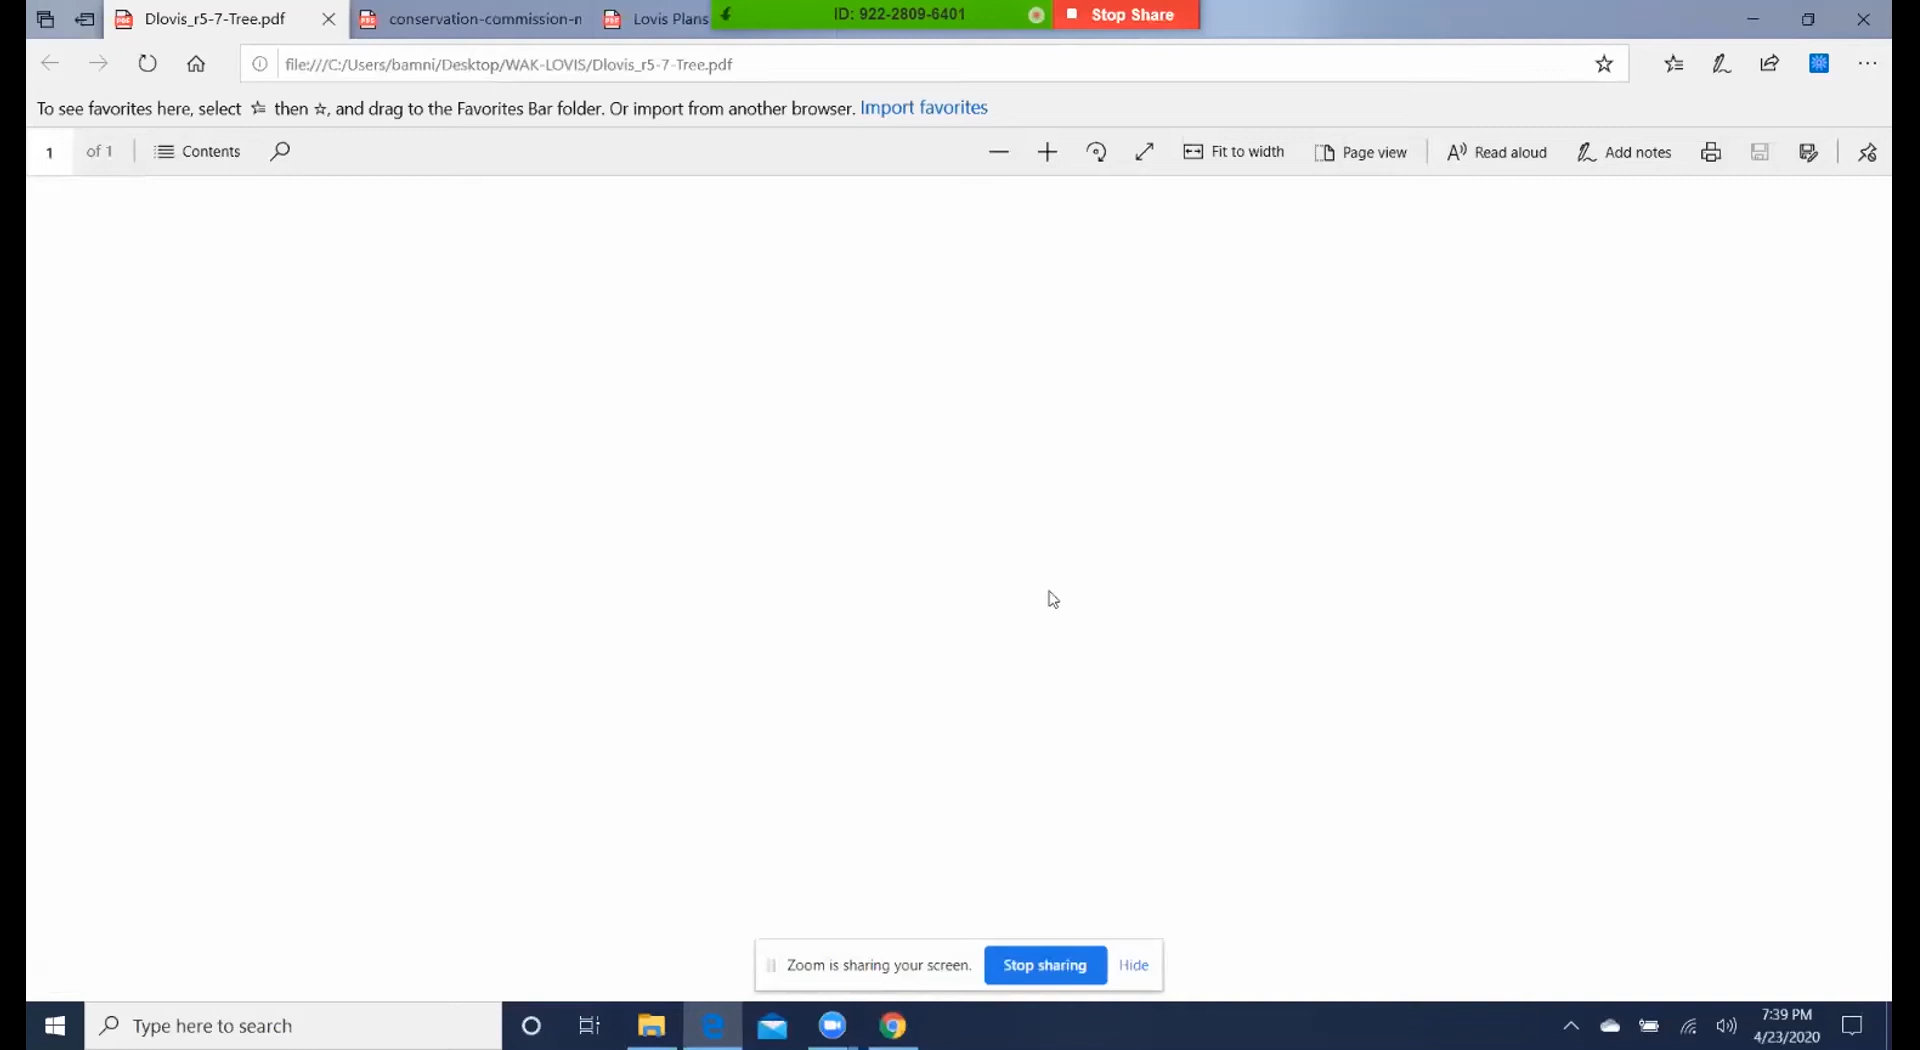 Dlovis_r5-7-Tree.pdf
conservation-commission-n
Lovis Plans
ID: 922-2809-6401
Stop Share
file:///C:/Users/bamni/Desktop/WAK-LOVIS/Dlovis_r5-7-Tree.pdf
To see favorites here, select then , and drag to the Favorites Bar folder. Or import from another browser. Import favorites
1 of 1 Contents
Fit to width Page view Read aloud Add notes
Zoom is sharing your screen. Stop sharing Hide
Type here to search
7:39 PM
4/23/2020